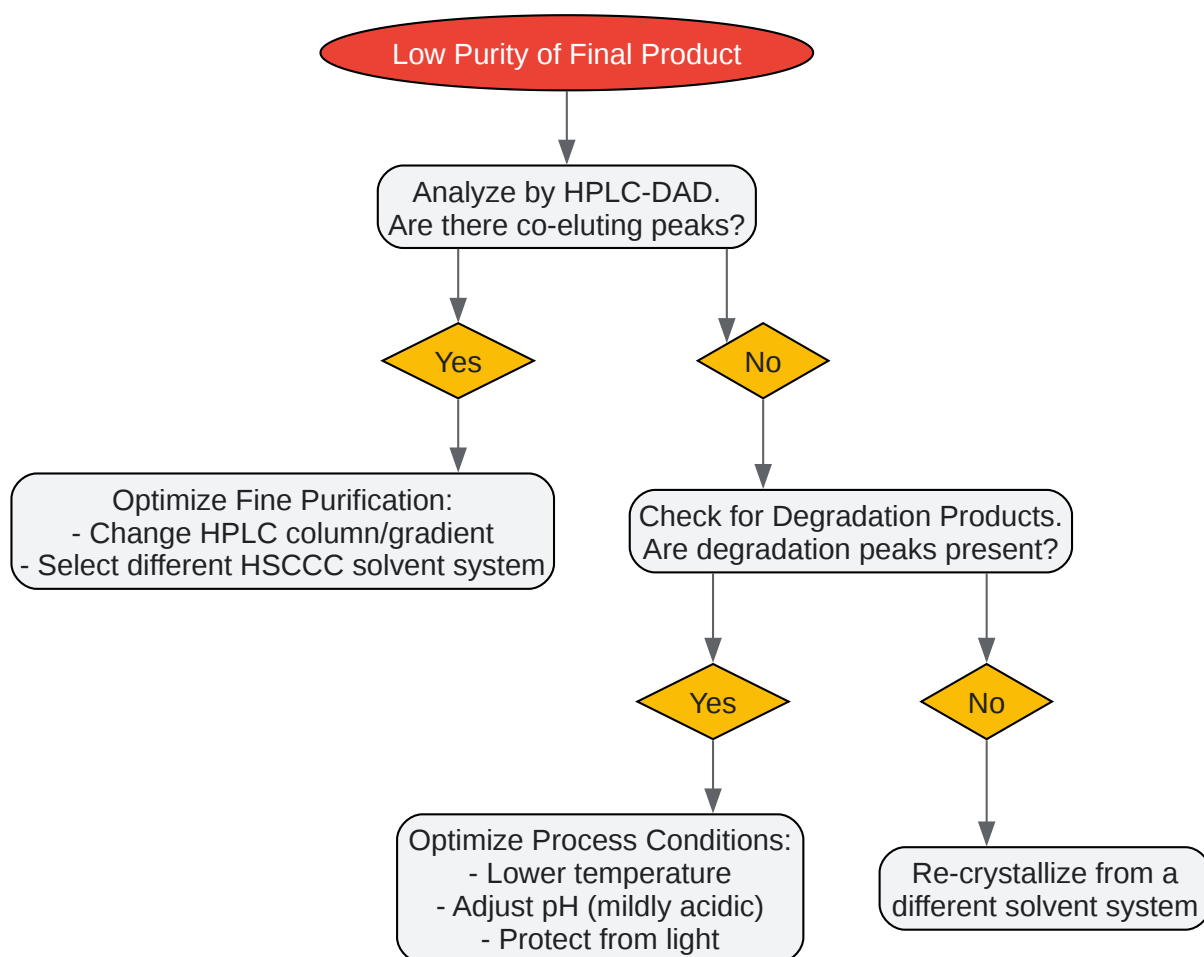 Low Purity of Final Product
Analyze by HPLC-DAD.
Are there co-eluting peaks?
Yes
No
Optimize Fine Purification:
- Change HPLC column/gradient
- Select different HSCCC solvent system
Check for Degradation Products.
Are degradation peaks present?
Yes
No
Optimize Process Conditions:
- Lower temperature
- Adjust pH (mildly acidic)
- Protect from light
Re-crystallize from a
different solvent system